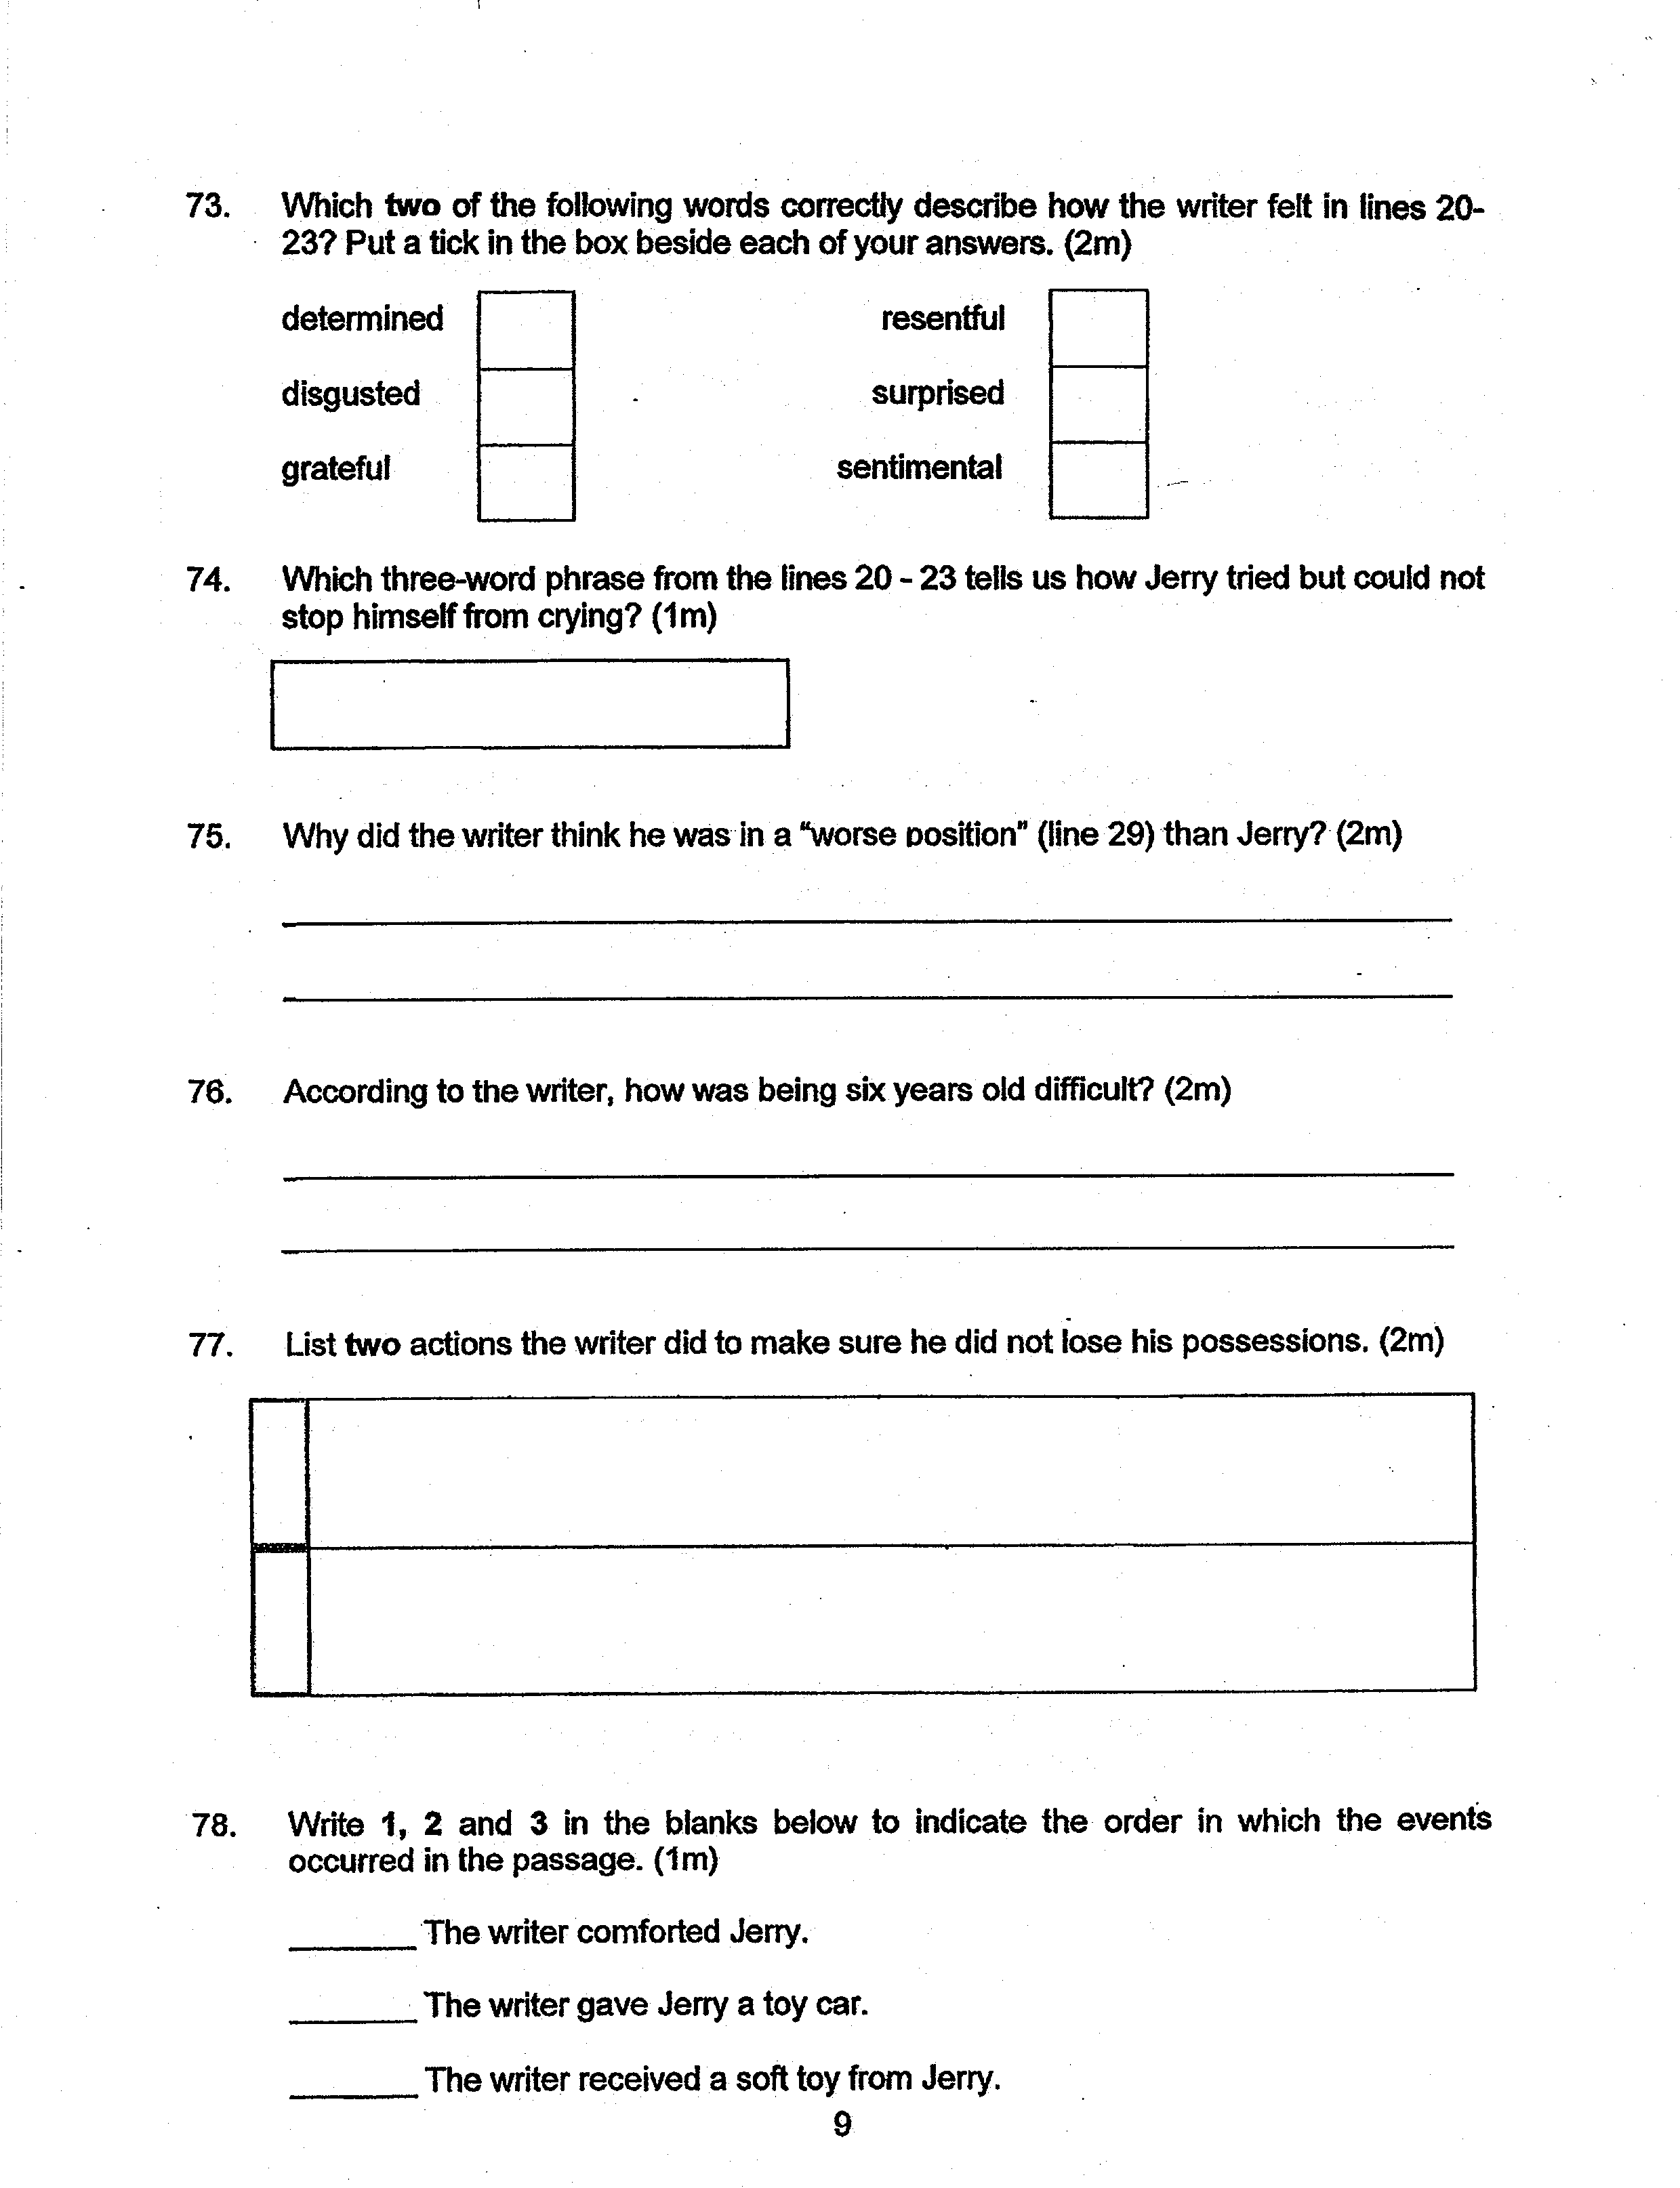 73. Which two of the following words correctly describe how the writer felt in lines 20-
23? Put a tick in the box beside each of your answers. (2m)
determined resentful
disgusted surprised
grateful sentimental
74. Which three-word phrase from the lines 20 - 23 tells us how Jerry tried but could not
stop himself from crying? (1m)
75. Why did the writer think he was in a “worse position” (line 29) than Jerry? (2m)
76. According to the writer, how was being six years old difficult? (2m)
77. List two actions the writer did to make sure he did not lose his possessions. (2m)
78. Write 1, 2 and 3 in the blanks below to indicate the order in which the events
occurred in the passage. (1m)
The writer comforted Jerry.
The writer gave Jerry a toy car.
The writer received a soft toy from Jerry.
9